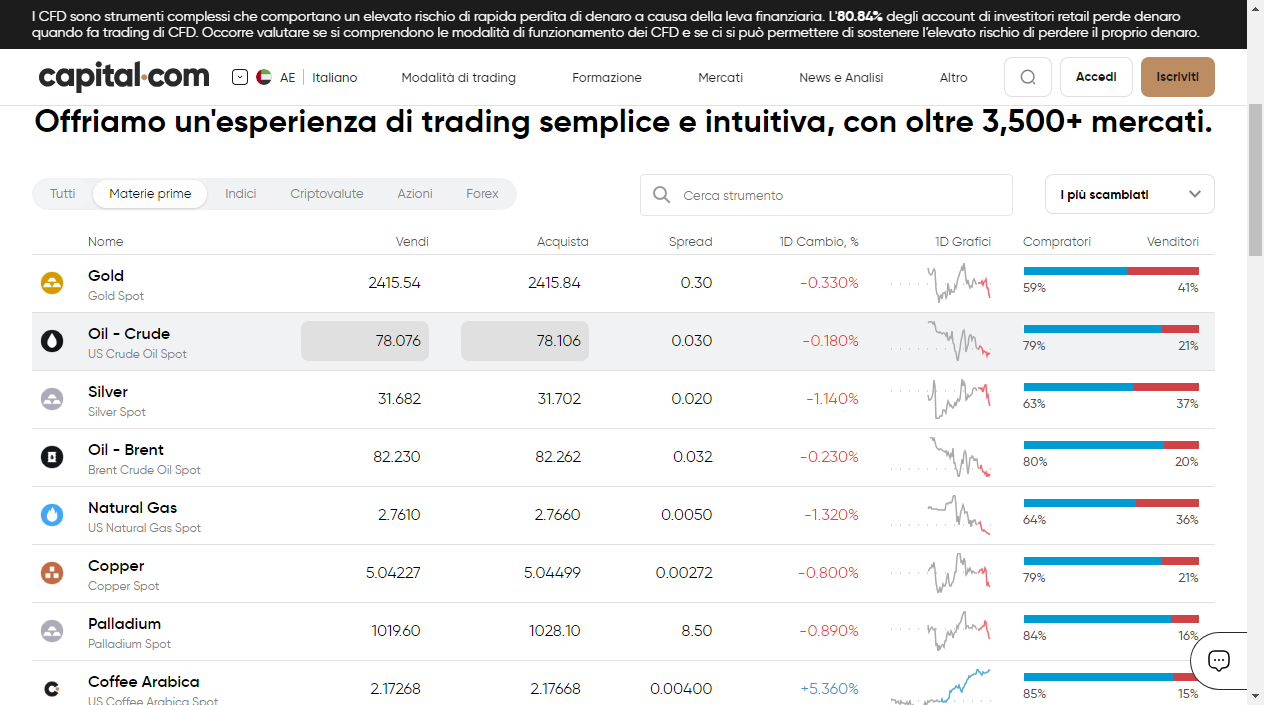 I CFD sono strumenti complessi che comportano un elevato rischio di rapida perdita di denaro a causa della leva finanziaria. L'80.84% degli account di investitori retail perde denaro
quando fa trading di CFD. Occorre valutare se si comprendono le modalità di funzionamento dei CFD e se ci si può permettere di sostenere l'elevato rischio di perdere il proprio denaro.
capital.com AE Italiano Modalità di trading Formazione Mercati News e Analisi Altro Accedi Iscriviti
Offriamo un'esperienza di trading semplice e intuitiva, con oltre 3,500+ mercati.
Tutti Materie prime Indici Criptovalute Azioni Forex Cerca strumento I più scambiati
Nome Vendi Acquista Spread 1D Cambio, % 1D Grafici Compratori Venditori
Gold 2415.54 2415.84 0.30 -0.330%
Gold Spot 59% 41%
Oil - Crude 78.076 78.106 0.030 -0.180%
US Crude Oil Spot 79% 21%
Silver 31.682 31.702 0.020 -1.140%
Silver Spot 63% 37%
Oil - Brent 82.230 82.262 0.032 -0.230%
Brent Crude Oil Spot 80% 20%
Natural Gas 2.7610 2.7660 0.0050 -1.320%
US Natural Gas Spot 64% 36%
Copper 5.04227 5.04499 0.00272 -0.800%
Copper Spot 79% 21%
Palladium 1019.60 1028.10 8.50 -0.890%
Palladium Spot 84% 16%
Coffee Arabica 2.17268 2.17668 0.00400 +5.360%
US Coffee Arabica Spot 85% 15%